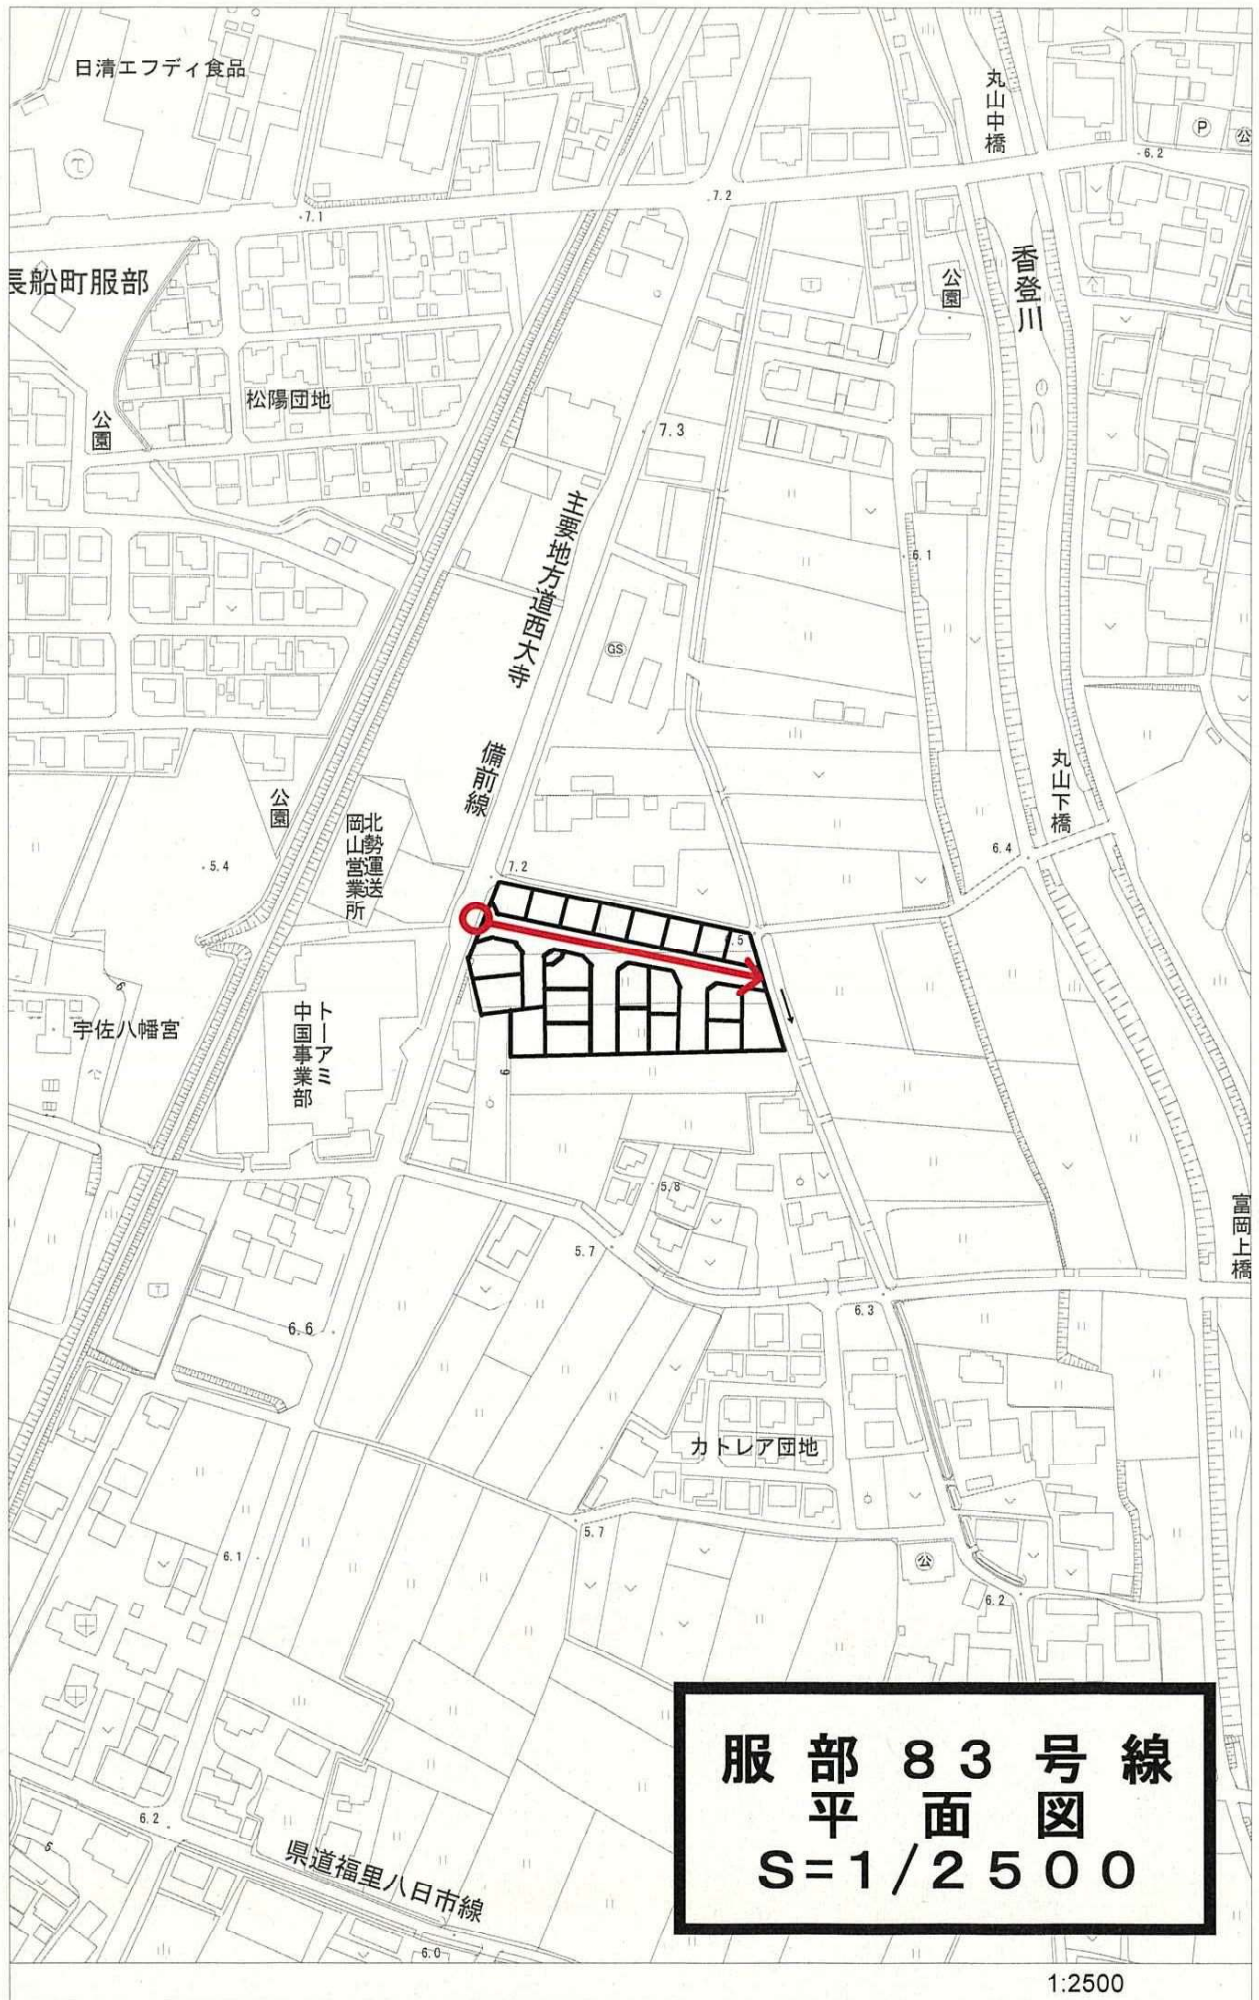 日清エフディ食品
丸山中橋
P
公
6.2
7.2
7.1
長船町服部
香登川
公園
松陽団地
公園
7.3
主要地方道西大寺
6.1
GS
備前線
丸山下橋
公園
北勢運送
岡山営業所
5.4
6.4
7.2
.5
宇佐八幡宮
トーアミ
中国事業部
6
5.8
富岡上橋
5.7
6.3
6.6
カトレア団地
5.7
公
6.1
6.2
服部83号線
平面図
S=1/2500
6.2
県道福里八日市線
6.0
1:2500